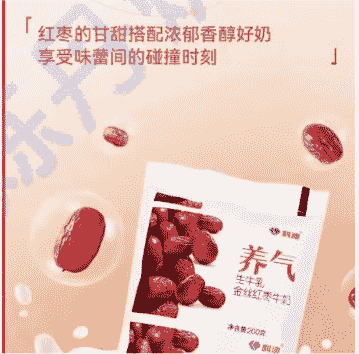 「红枣的甘甜搭配浓郁香醇好奶
享受味蕾间的碰撞时刻」
养气
生牛乳
金丝红枣牛奶
净含量200克